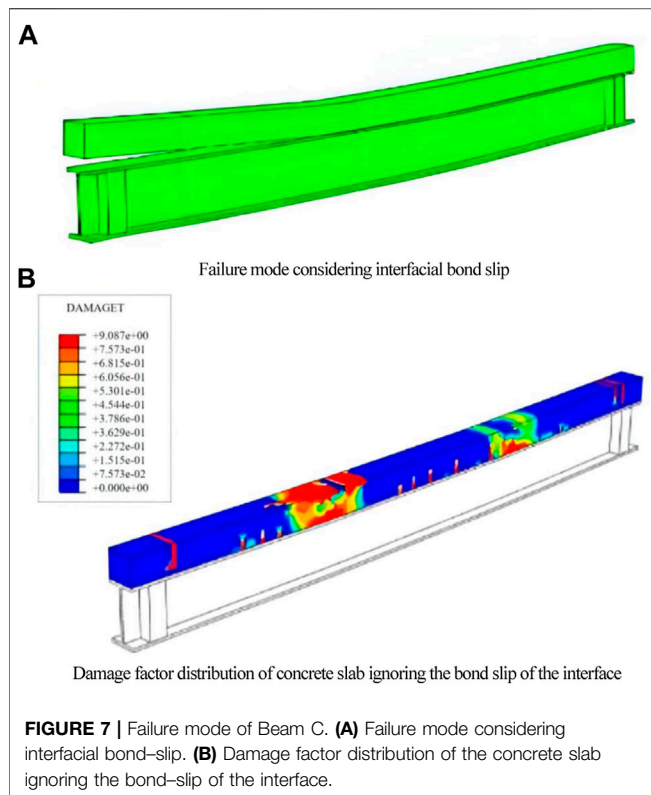 A
Failure mode considering interfacial bond slip
B
DAMAGET
+9.087e+00
+7.573e-01
+6.815e-01
+6.056e-01
+5.301e-01
+4.544e-01
+3.786e-01
+3.629e-01
+2.272e-01
+1.515e-01
+7.573e-02
+0.000e+00
Damage factor distribution of concrete slab ignoring the bond slip of the interface
FIGURE 7 | Failure mode of Beam C. (A) Failure mode considering
interfacial bond–slip. (B) Damage factor distribution of the concrete slab
ignoring the bond–slip of the interface.